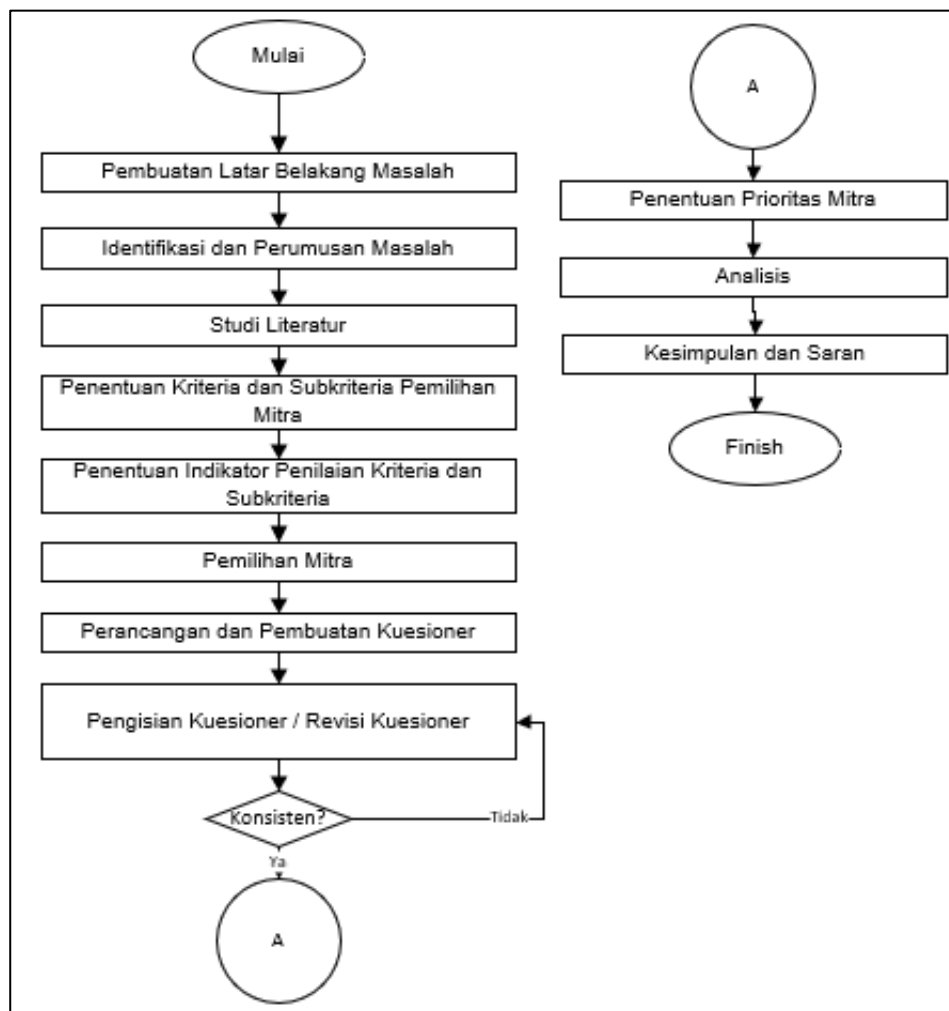 Mulai
Pembuatan Latar Belakang Masalah
Identifikasi dan Perumusan Masalah
Studi Literatur
Penentuan Kriteria dan Subkriteria Pemilihan
Mitra
Penentuan Indikator Penilaian Kriteria dan
Subkriteria
Pemilihan Mitra
Perancangan dan Pembuatan Kuesioner
Pengisian Kuesioner / Revisi Kuesioner
Konsisten?
Tidak
Ya
A
A
Penentuan Prioritas Mitra
Analisis
Kesimpulan dan Saran
Finish